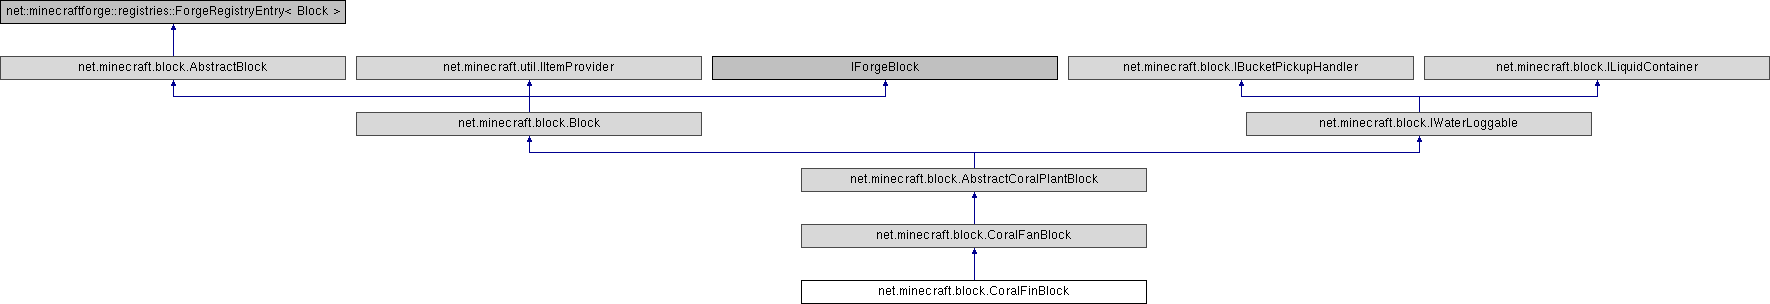 net::minecraftforge::registries::ForgeRegistryEntry< Block >
net.minecraft.block.AbstractBlock
net.minecraft.util.IItemProvider
IForgeBlock
net.minecraft.block.IBucketPickupHandler
net.minecraft.block.ILiquidContainer
net.minecraft.block.Block
net.minecraft.block.IWaterLoggable
net.minecraft.block.AbstractCoralPlantBlock
net.minecraft.block.CoralFanBlock
net.minecraft.block.CoralFinBlock